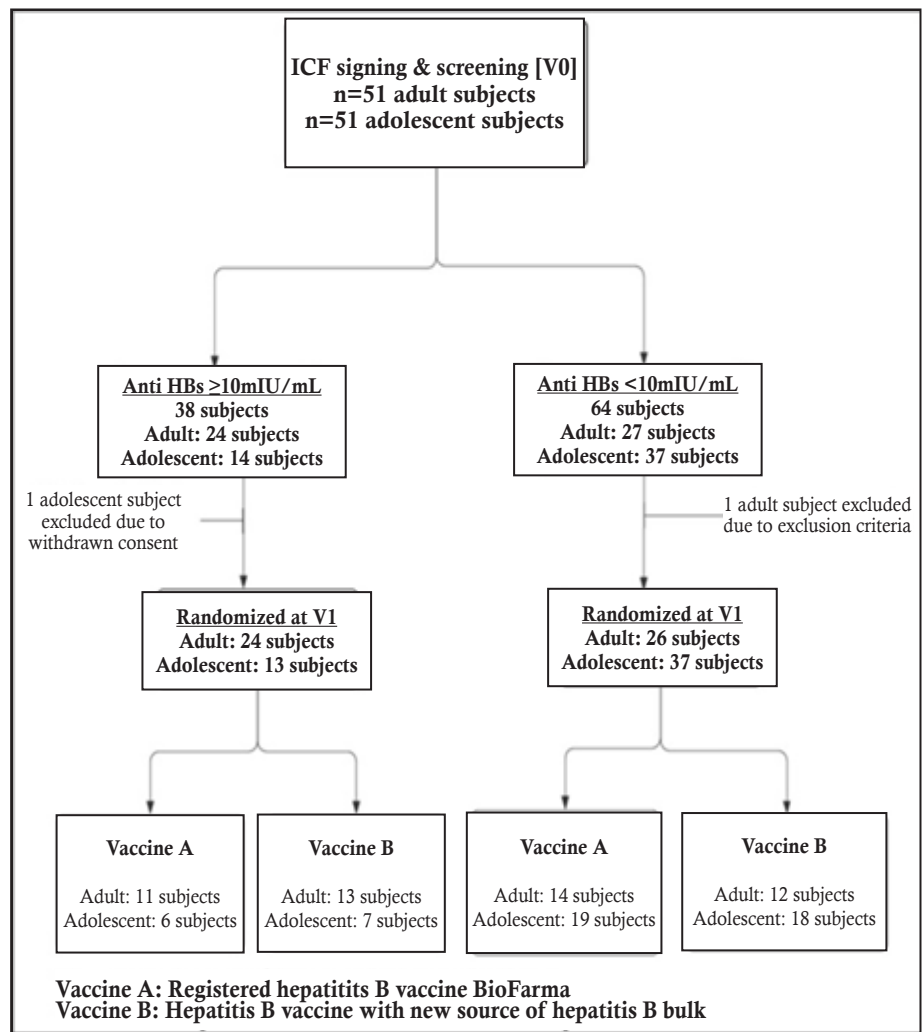 ICF signing & screening [V0]
n=51 adult subjects
n=51 adolescent subjects
Anti HBs ≥10mIU/mL
38 subjects
Adult: 24 subjects
Adolescent: 14 subjects
Anti HBs <10mIU/mL
64 subjects
Adult: 27 subjects
Adolescent: 37 subjects
1 adolescent subject
excluded due to
withdrawn consent
1 adult subject excluded
due to exclusion criteria
Randomized at V1
Adult: 24 subjects
Adolescent: 13 subjects
Randomized at V1
Adult: 26 subjects
Adolescent: 37 subjects
Vaccine A
Adult: 11 subjects
Adolescent: 6 subjects
Vaccine B
Adult: 13 subjects
Adolescent: 7 subjects
Vaccine A
Adult: 14 subjects
Adolescent: 19 subjects
Vaccine B
Adult: 12 subjects
Adolescent: 18 subjects
Vaccine A: Registered hepatitits B vaccine BioFarma
Vaccine B: Hepatitis B vaccine with new source of hepatitis B bulk